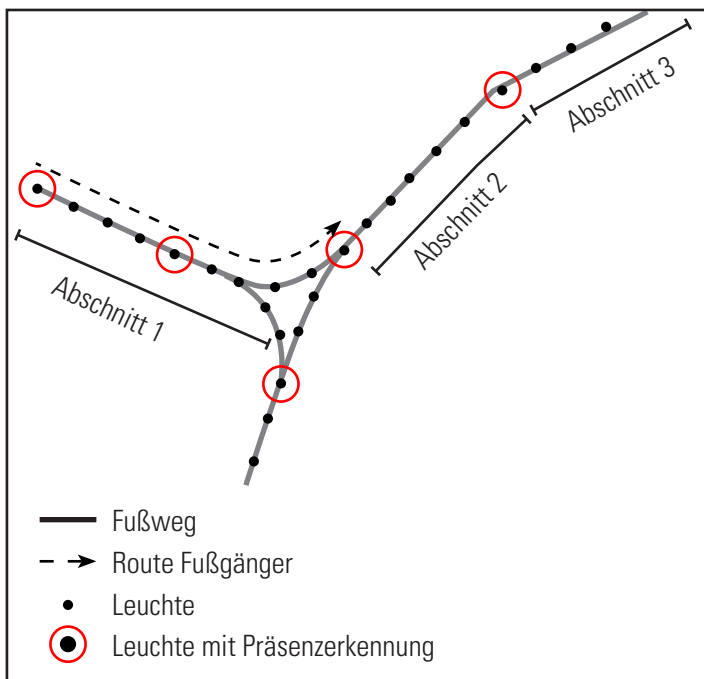 Abschnitt 3
Abschnitt 2
Abschnitt 1
Fußweg
Route Fußgänger
Leuchte
Leuchte mit Präsenzerkennung